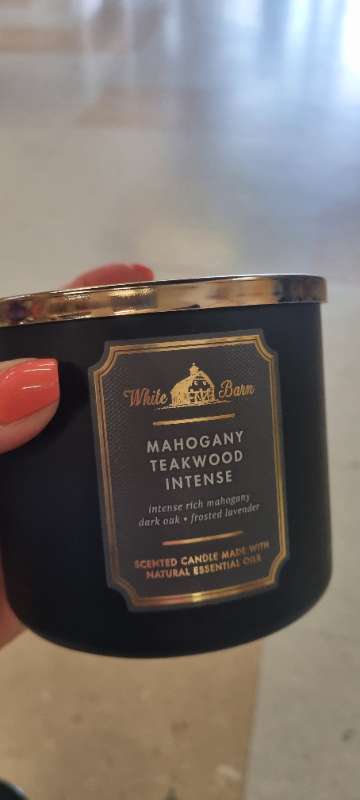 White Barn
MAHOGANY
TEAKWOOD
INTENSE
intense rich mahogany
dark oak • frosted lavender
SCENTED CANDLE MADE WITH
NATURAL ESSENTIAL OILS